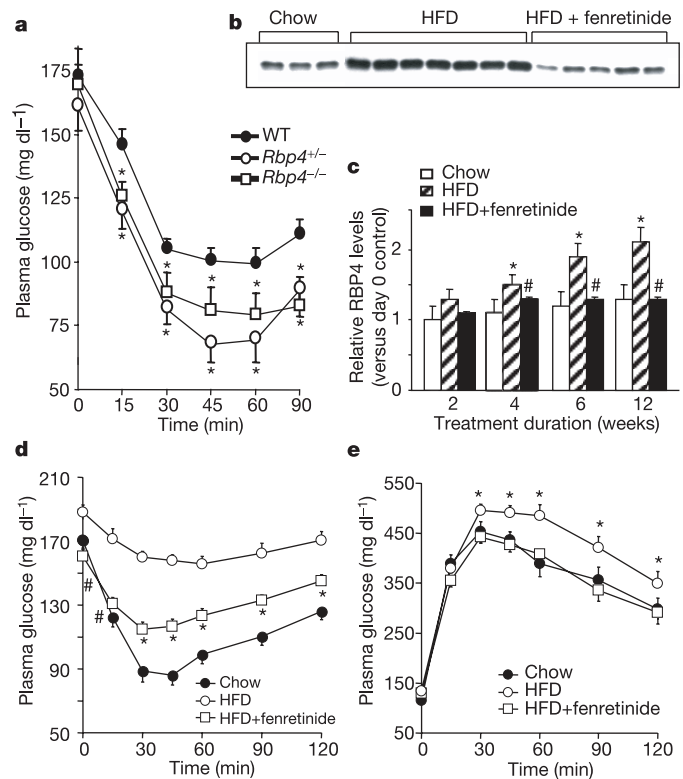 a
Plasma glucose (mg dl–1)
175
150
125
100
75
50
0 15 30 45 60 90
Time (min)
WT
Rbp4+/–
Rbp4–/–
* * * * * * * * * *
b
Chow HFD HFD + fenretinide
c
Chow
HFD
HFD+fenretinide
Relative RBP4 levels
(versus day 0 control)
2
1
0
* # * # * #
2 4 6 12
Treatment duration (weeks)
d
Plasma glucose (mg dl–1)
210
170
130
90
50
# # * * * * *
Chow
HFD
HFD+fenretinide
0 30 60 90 120
Time (min)
e
Plasma glucose (mg dl–1)
550
450
350
250
150
50
* * * * *
Chow
HFD
HFD+fenretinide
0 30 60 90 120
Time (min)